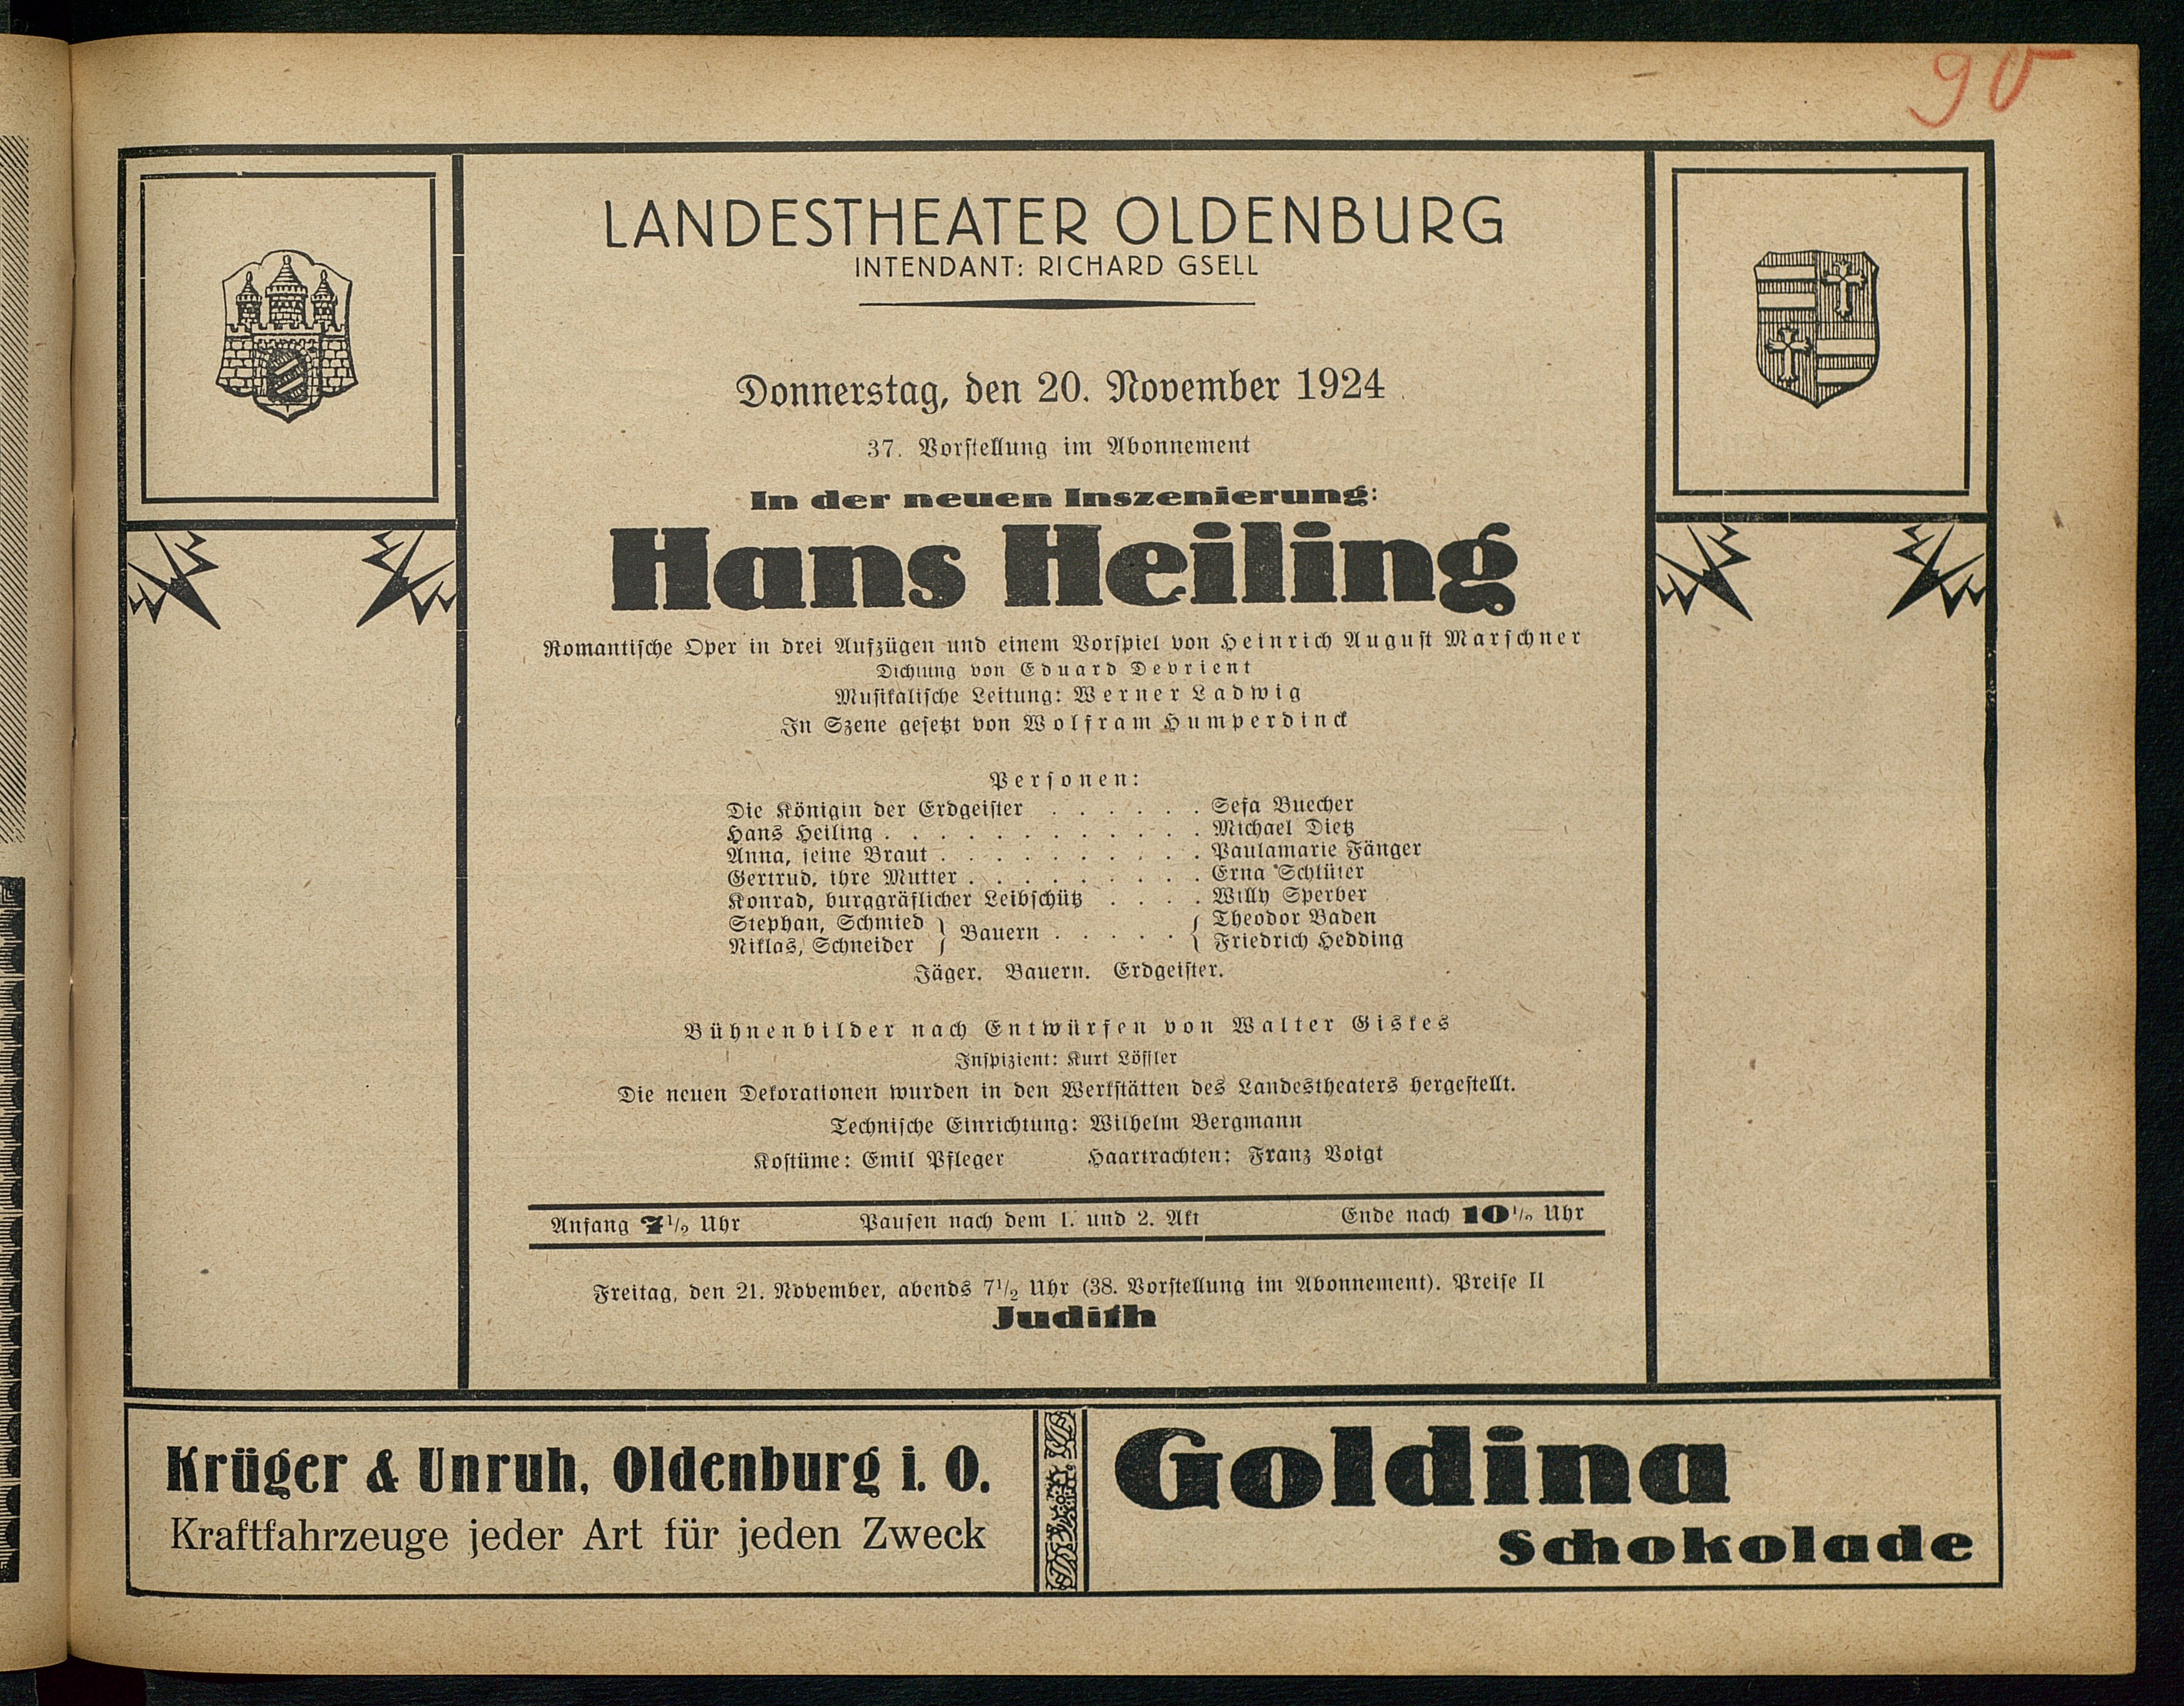 90
LANDESTHEATER OLDENBURG
INTENDANT: RICHARD GSELL
Donnerstag, den 20. November 1924
37. Vorstellung im Abonnement
In der neuen Inszenierung:
Hans Heiling
Romantische Oper in drei Aufzügen und einem Vorspiel von Heinrich August Marschner
Dichtung von Eduard Devrient
Musikalische Leitung: Werner Ladwig
In Szene gesetzt von Wolfram Humperdinck
Personen:
Die Königin der Erdgeister . . . . . . Sefa Buecher
Hans Heiling . . . . . . . . . . . . Michael Dietz
Anna, seine Braut . . . . . . . . . . Paulamarie Fänger
Gertrud, ihre Mutter . . . . . . . . . Erna Schlüter
Konrad, burggräflicher Leibschütz . . . . Willy Sperber
Stephan, Schmied } Bauern . . . . . { Theodor Baden
Niklas, Schneider } { Friedrich Hedding
Jäger. Bauern. Erdgeister.
Bühnenbilder nach Entwürfen von Walter Giskes
Inspizient: Kurt Löffler
Die neuen Dekorationen wurden in den Werkstätten des Landestheaters hergestellt.
Technische Einrichtung: Wilhelm Bergmann
Kostüme: Emil Pfleger Haartrachten: Franz Voigt
Anfang 7 1/2 Uhr Pausen nach dem 1. und 2. Akt Ende nach 10 1/2 Uhr
Freitag, den 21. November, abends 7 1/2 Uhr (38. Vorstellung im Abonnement). Preise II
Judith
Krüger & Unruh, Oldenburg i. O.
Kraftfahrzeuge jeder Art für jeden Zweck
Goldina
Schokolade